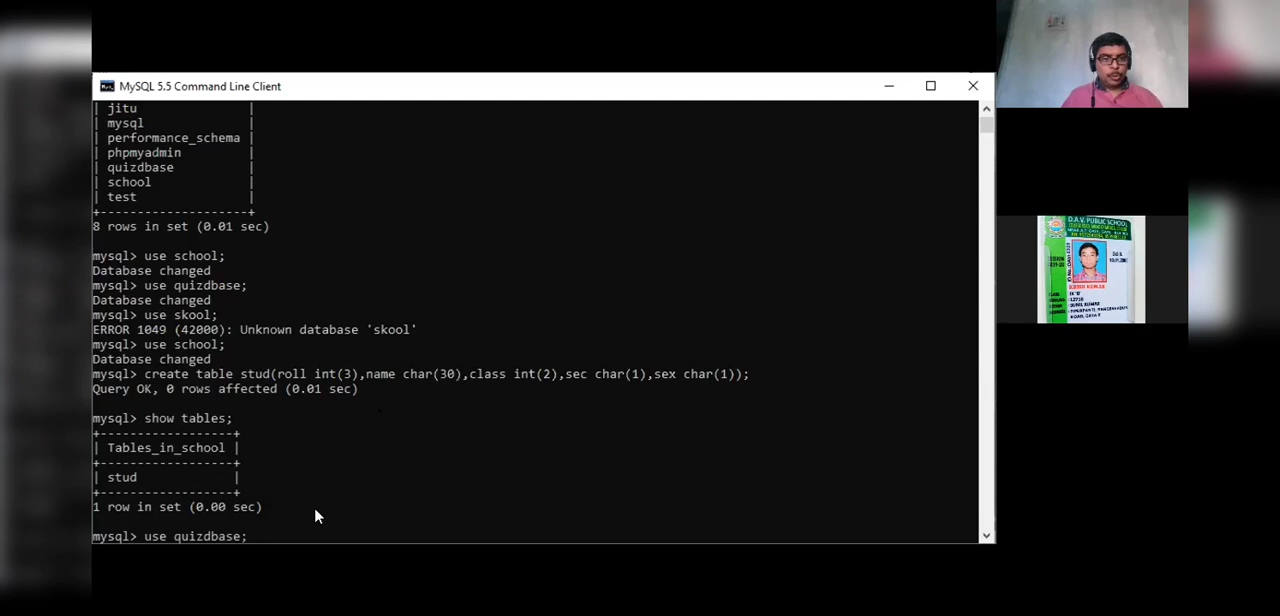 MySQL 5.5 Command Line Client
| jitu |
| mysql |
| performance_schema |
| phpmyadmin |
| quizdbase |
| school |
| test |
+--------------------+
8 rows in set (0.01 sec)
mysql> use school;
Database changed
mysql> use quizdbase;
Database changed
mysql> use skool;
ERROR 1049 (42000): Unknown database 'skool'
mysql> use school;
Database changed
mysql> create table stud(roll int(3),name char(30),class int(2),sec char(1),sex char(1));
Query OK, 0 rows affected (0.01 sec)
mysql> show tables;
+------------------+
| Tables_in_school |
+------------------+
| stud |
+------------------+
1 row in set (0.00 sec)
mysql> use quizdbase;
D.A.V. PUBLIC SCHOOL